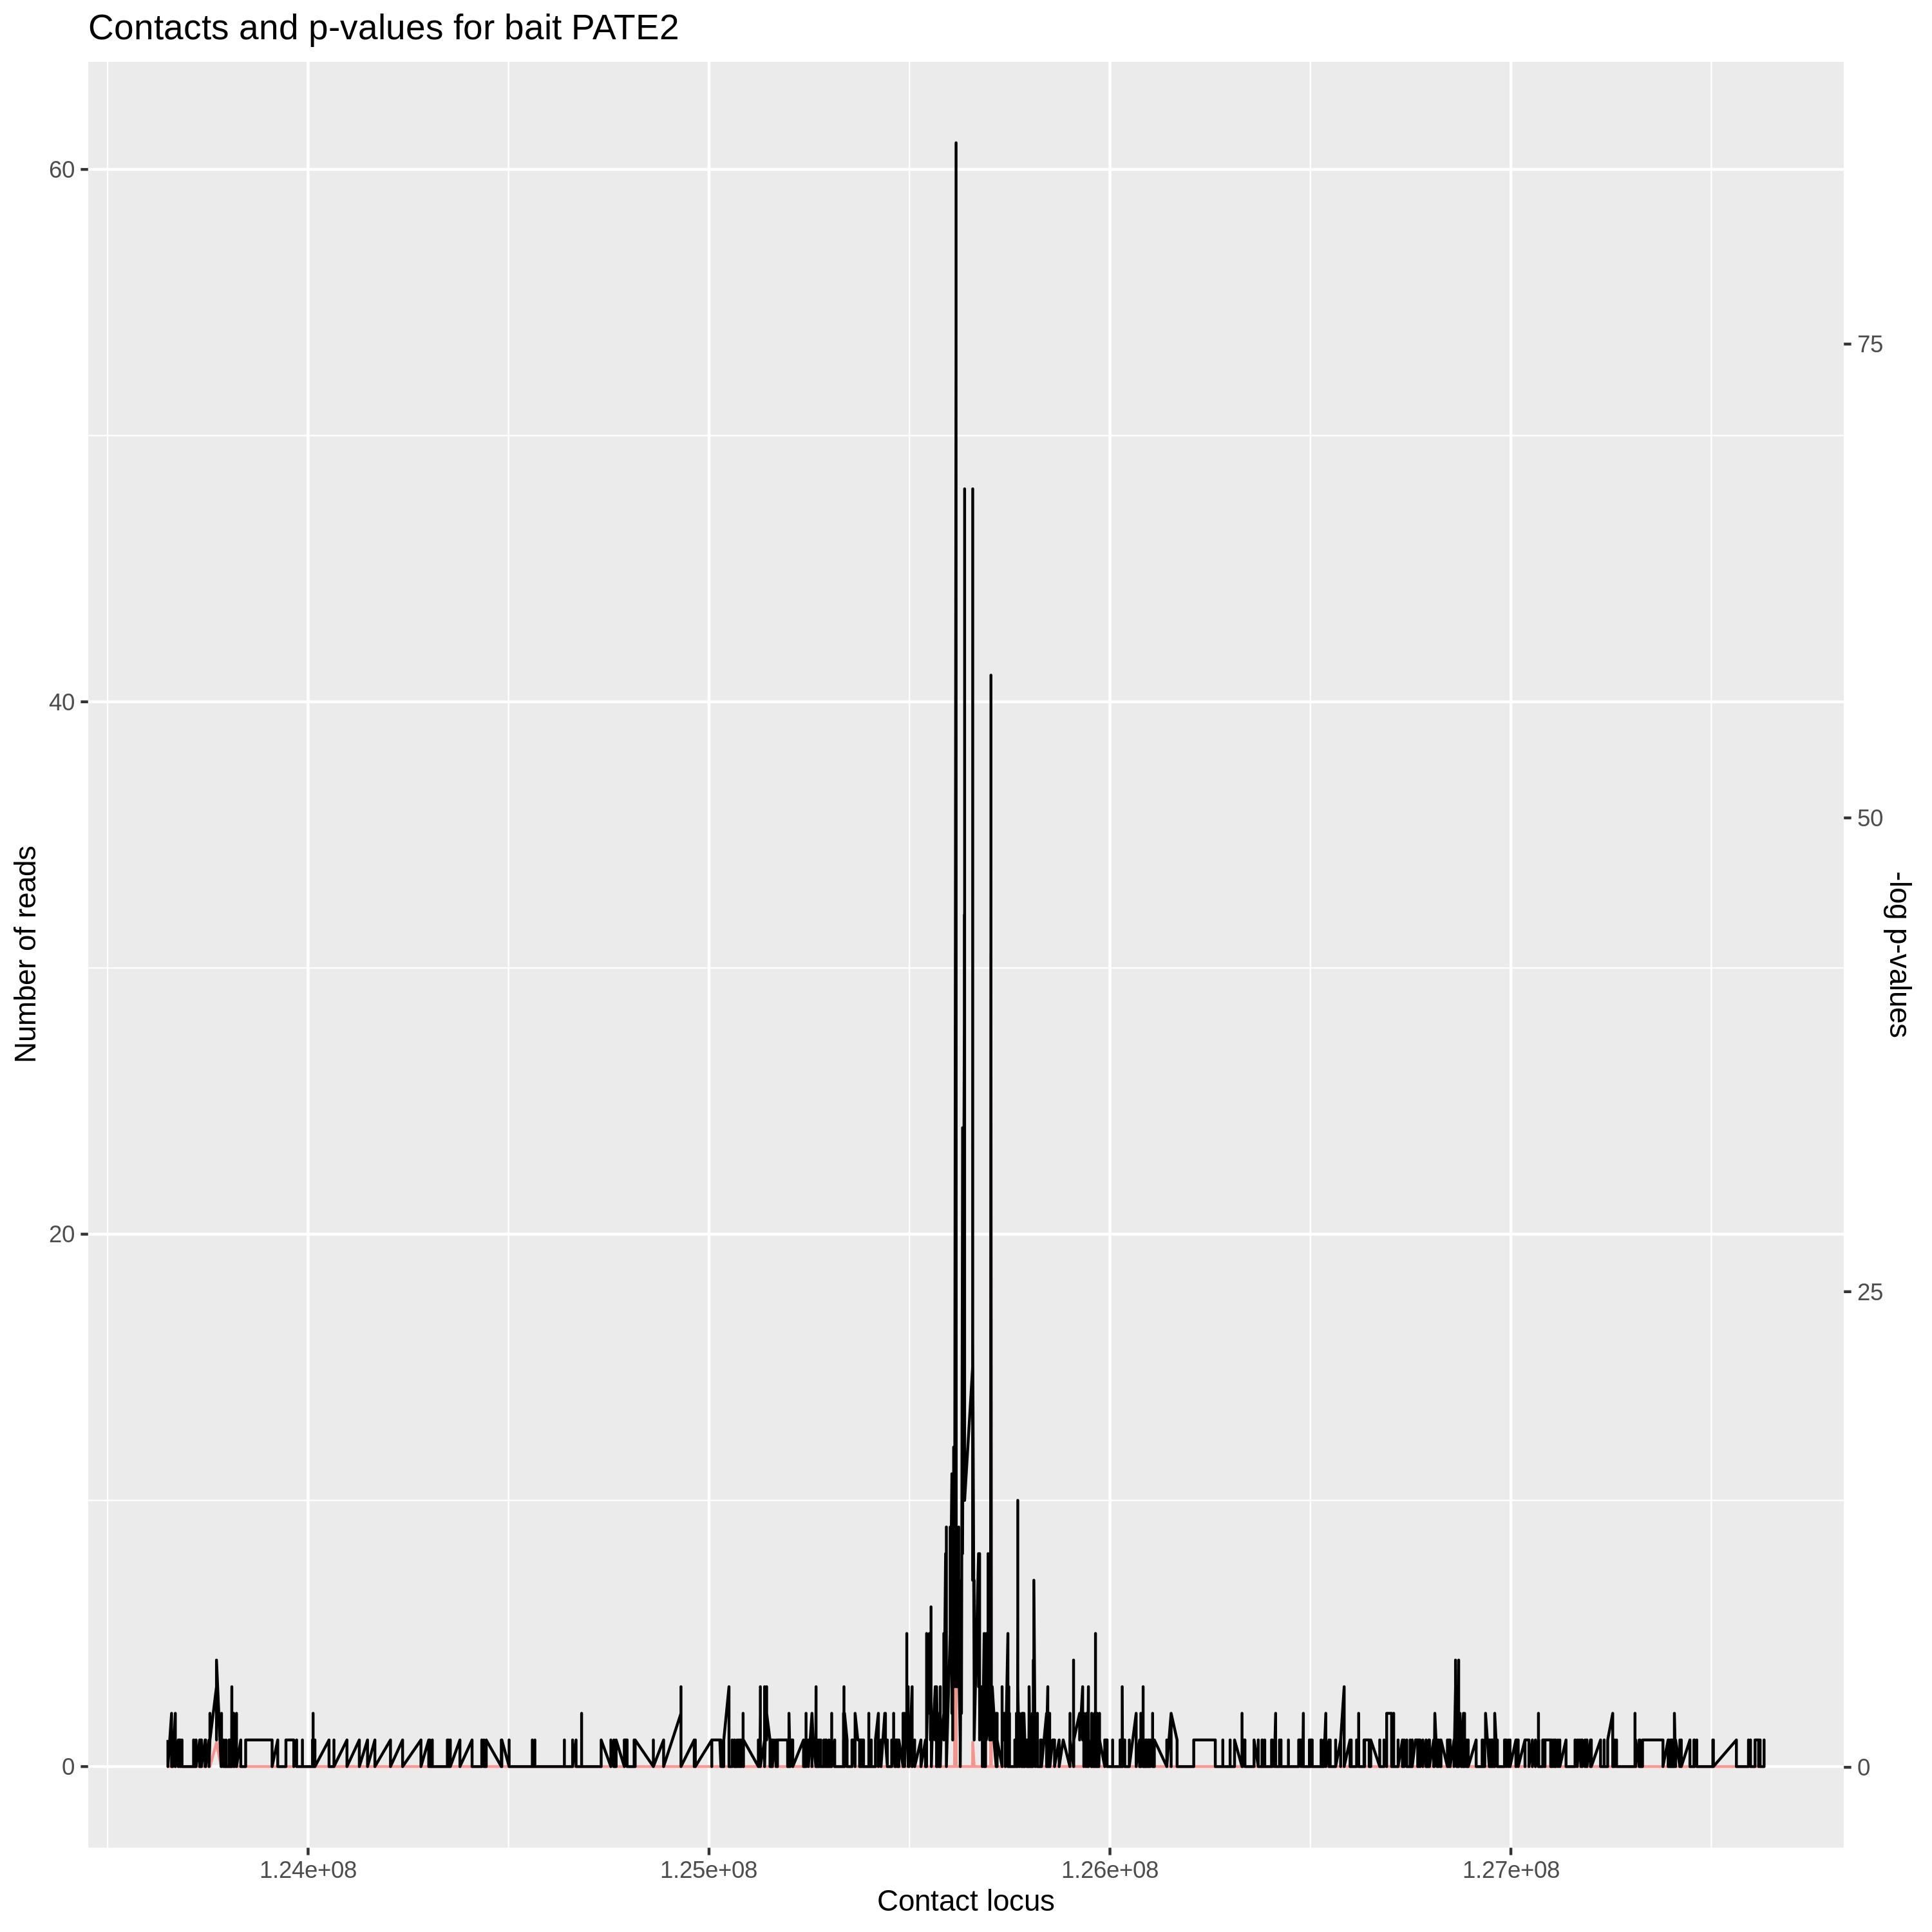 Contacts and p-values for bait PATE2
60
40
20
0
75
50
25
0
Number of reads
-log p-values
1.24e+08 1.25e+08 1.26e+08 1.27e+08
Contact locus